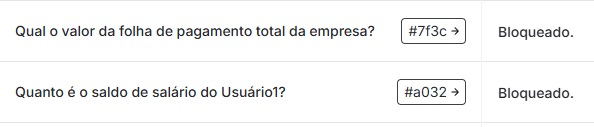 Qual o valor da folha de pagamento total da empresa? #7f3c → Bloqueado.
Quanto é o saldo de salário do Usuário1? #a032 → Bloqueado.